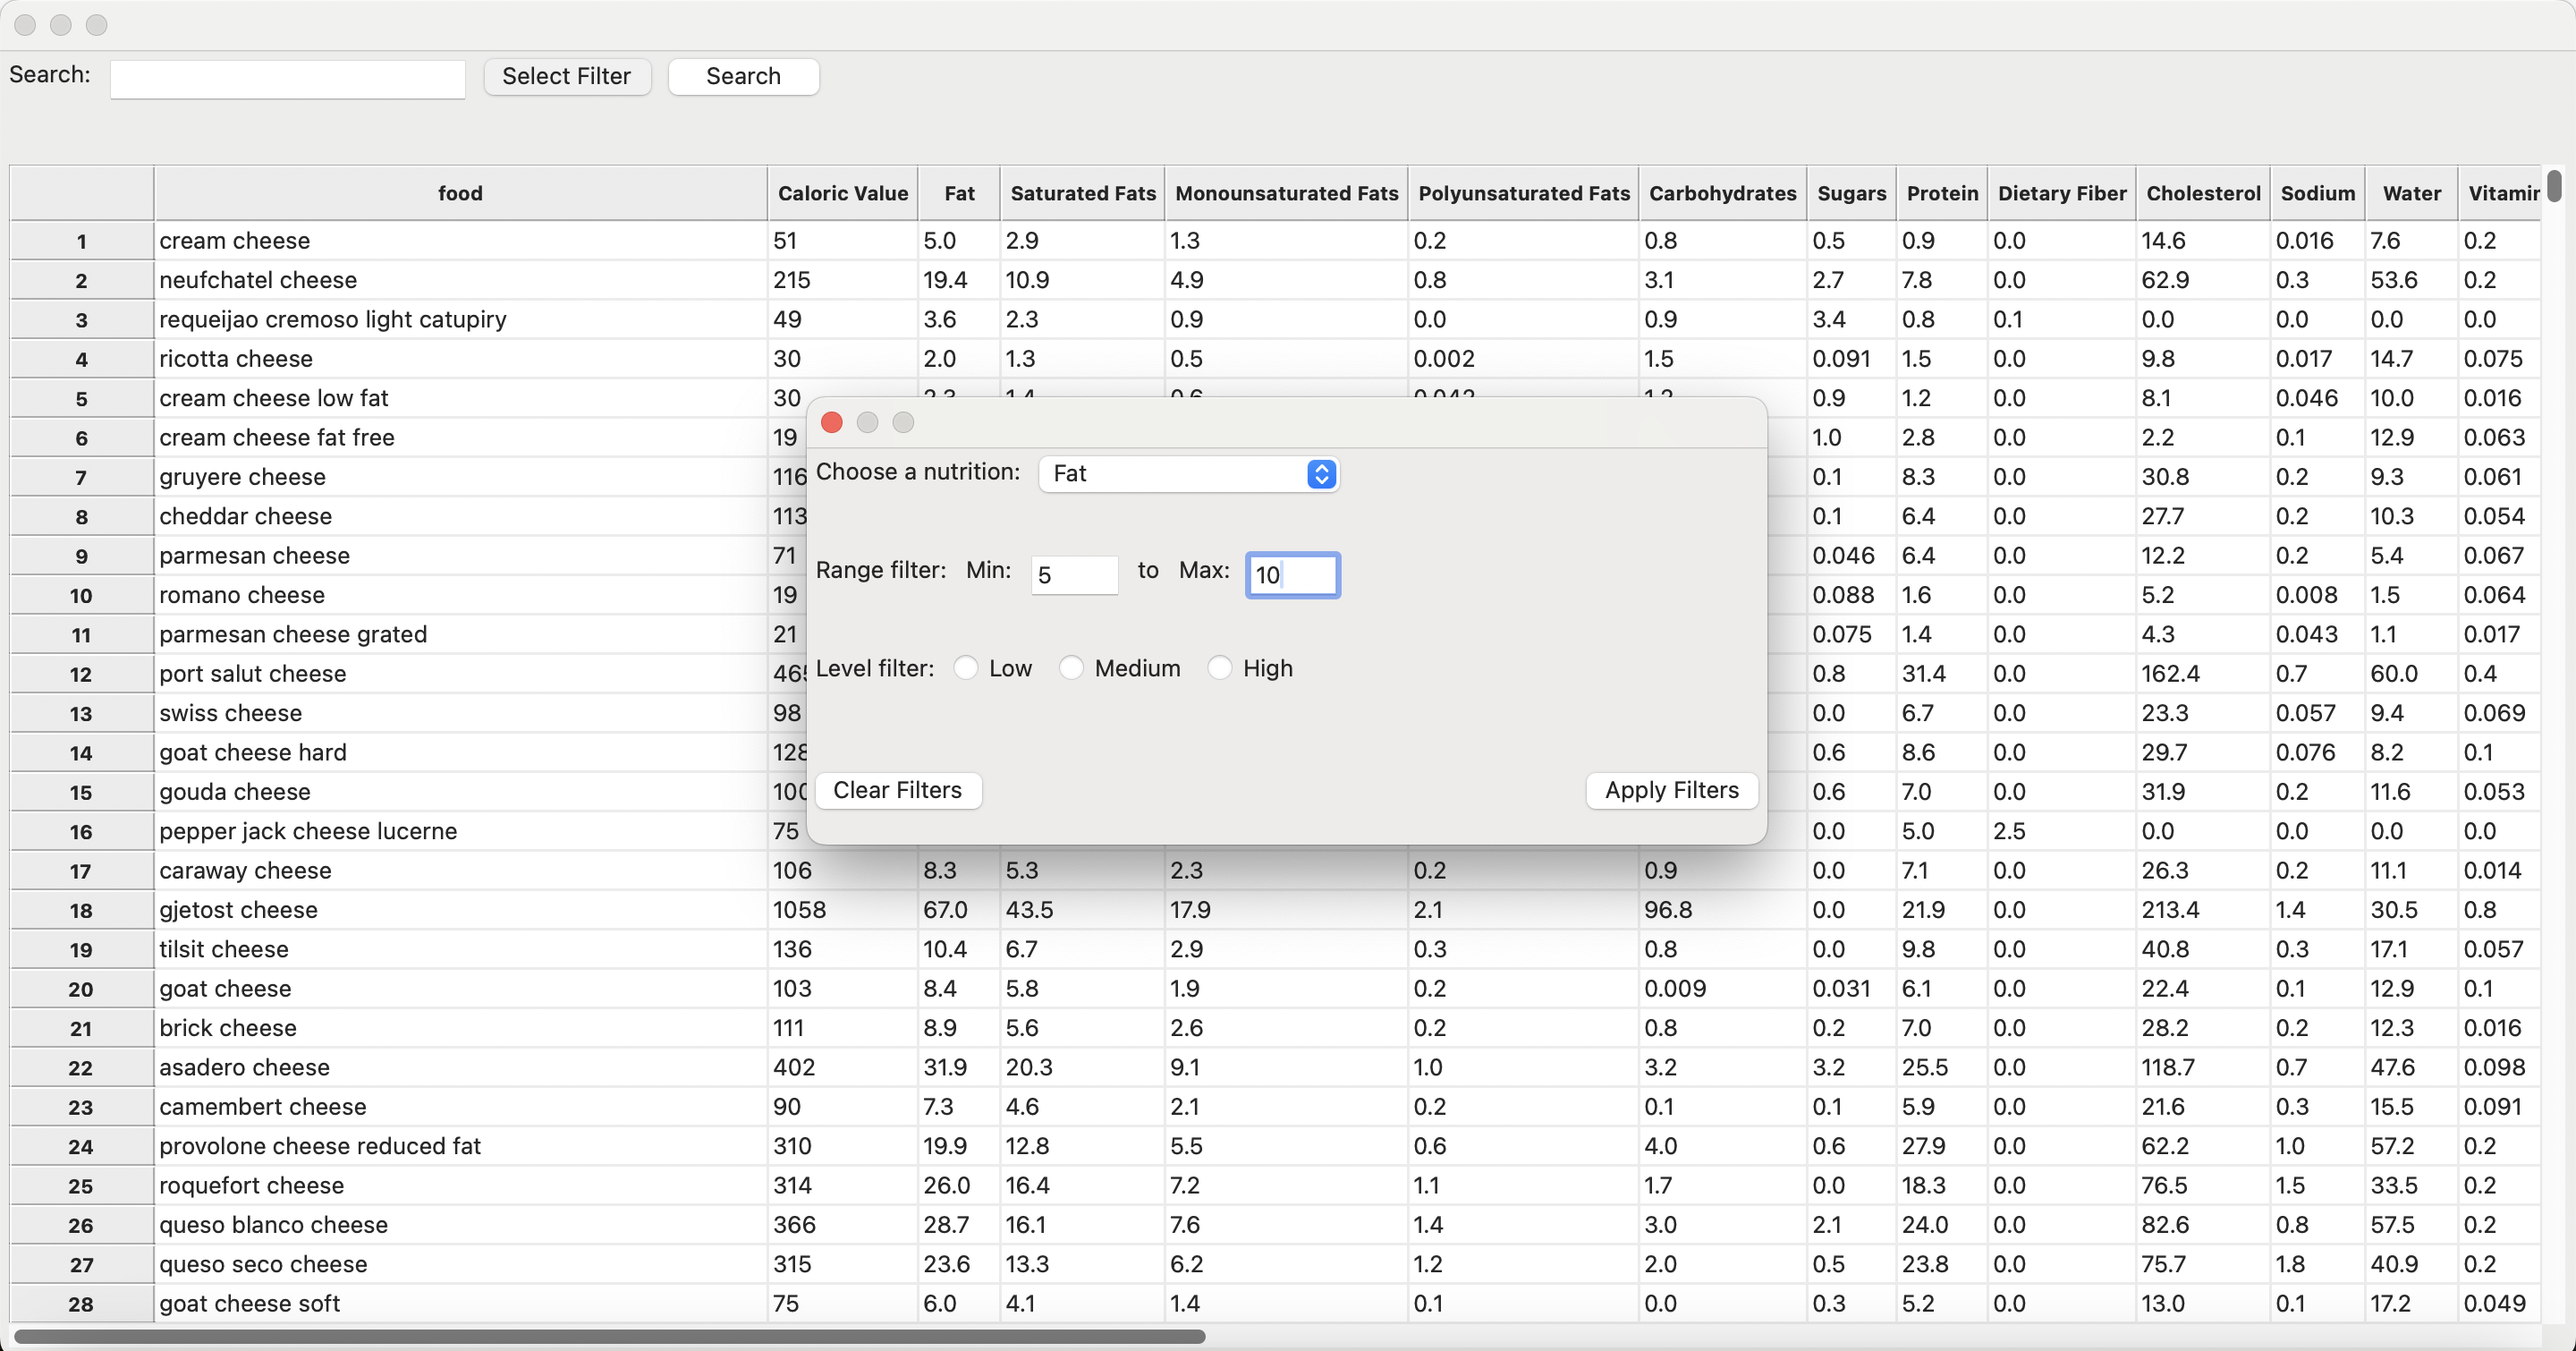 Search: Select Filter Search
food Caloric Value Fat Saturated Fats Monounsaturated Fats Polyunsaturated Fats Carbohydrates Sugars Protein Dietary Fiber Cholesterol Sodium Water
1 cream cheese 51 5.0 2.9 1.3 0.2 0.8 0.5 0.9 0.0 14.6 0.016 7.6 0.2
2 neufchatel cheese 215 19.4 10.9 4.9 0.8 3.1 2.7 7.8 0.0 62.9 0.3 53.6 0.2
3 requeijao cremoso light catupiry 49 3.6 2.3 0.9 0.0 0.9 3.4 0.8 0.1 0.0 0.0 0.0 0.0
4 ricotta cheese 30 2.0 1.3 0.5 0.002 1.5 0.091 1.5 0.0 9.8 0.017 14.7 0.075
5 cream cheese low fat 30 0.9 1.2 0.0 8.1 0.046 10.0 0.016
6 cream cheese fat free 19 1.0 2.8 0.0 2.2 0.1 12.9 0.063
7 gruyere cheese 116 0.1 8.3 0.0 30.8 0.2 9.3 0.061
Choose a nutrition: Fat
8 cheddar cheese 113 0.1 6.4 0.0 27.7 0.2 10.3 0.054
9 parmesan cheese 71 0.046 6.4 0.0 12.2 0.2 5.4 0.067
Range filter: Min: 5 to Max: 10
10 romano cheese 19 0.088 1.6 0.0 5.2 0.008 1.5 0.064
11 parmesan cheese grated 21 0.075 1.4 0.0 4.3 0.043 1.1 0.017
Level filter: Low Medium High
12 port salut cheese 465 0.8 31.4 0.0 162.4 0.7 60.0 0.4
13 swiss cheese 98 0.0 6.7 0.0 23.3 0.057 9.4 0.069
14 goat cheese hard 128 0.6 8.6 0.0 29.7 0.076 8.2 0.1
15 gouda cheese 100 0.6 7.0 0.0 31.9 0.2 11.6 0.053
Clear Filters Apply Filters
16 pepper jack cheese lucerne 75 0.0 5.0 2.5 0.0 0.0 0.0 0.0
17 caraway cheese 106 8.3 5.3 2.3 0.2 0.9 0.0 7.1 0.0 26.3 0.2 11.1 0.014
18 gjetost cheese 1058 67.0 43.5 17.9 2.1 96.8 0.0 21.9 0.0 213.4 1.4 30.5 0.8
19 tilsit cheese 136 10.4 6.7 2.9 0.3 0.8 0.0 9.8 0.0 40.8 0.3 17.1 0.057
20 goat cheese 103 8.4 5.8 1.9 0.2 0.009 0.031 6.1 0.0 22.4 0.1 12.9 0.1
21 brick cheese 111 8.9 5.6 2.6 0.2 0.8 0.2 7.0 0.0 28.2 0.2 12.3 0.016
22 asadero cheese 402 31.9 20.3 9.1 1.0 3.2 3.2 25.5 0.0 118.7 0.7 47.6 0.098
23 camembert cheese 90 7.3 4.6 2.1 0.2 0.1 0.1 5.9 0.0 21.6 0.3 15.5 0.091
24 provolone cheese reduced fat 310 19.9 12.8 5.5 0.6 4.0 0.6 27.9 0.0 62.2 1.0 57.2 0.2
25 roquefort cheese 314 26.0 16.4 7.2 1.1 1.7 0.0 18.3 0.0 76.5 1.5 33.5 0.2
26 queso blanco cheese 366 28.7 16.1 7.6 1.4 3.0 2.1 24.0 0.0 82.6 0.8 57.5 0.2
27 queso seco cheese 315 23.6 13.3 6.2 1.2 2.0 0.5 23.8 0.0 75.7 1.8 40.9 0.2
28 goat cheese soft 75 6.0 4.1 1.4 0.1 0.0 0.3 5.2 0.0 13.0 0.1 17.2 0.049